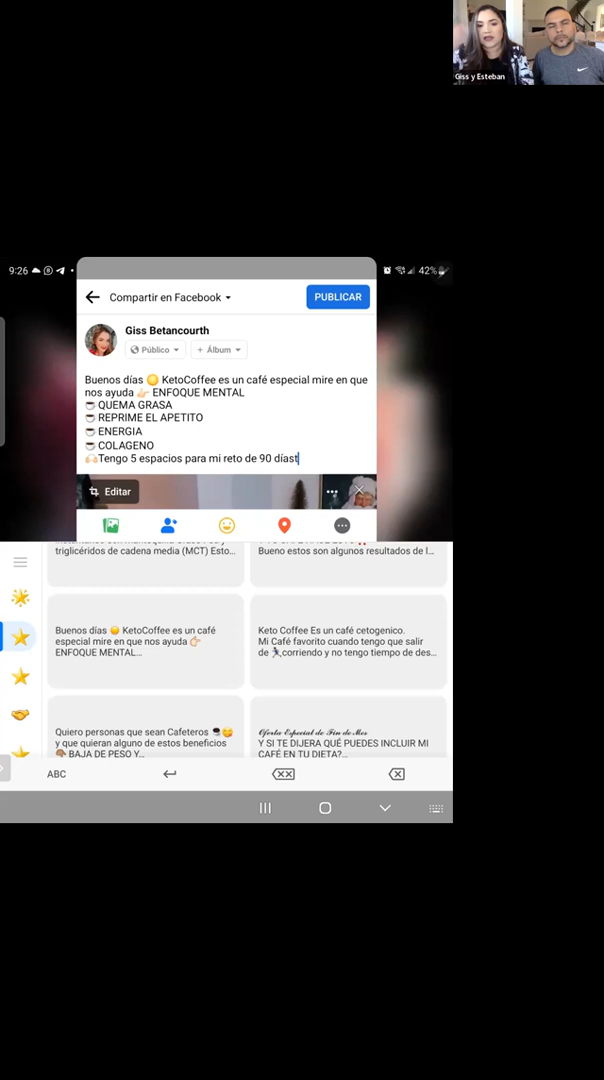 Giss y Esteban
9:26
42%
Compartir en Facebook
PUBLICAR
Giss Betancourth
Público
+ Álbum
Buenos días 🌞 KetoCoffee es un café especial mire en que
nos ayuda 👉🏻 ENFOQUE MENTAL
☕ QUEMA GRASA
☕ REPRIME EL APETITO
☕ ENERGIA
☕ COLAGENO
🙌🏻Tengo 5 espacios para mi reto de 90 díast
Editar
triglicéridos de cadena media (MCT) Esto...
Bueno estos son algunos resultados de l...
Buenos días 🌞 KetoCoffee es un café
especial mire en que nos ayuda 👉🏻
ENFOQUE MENTAL...
Keto Coffee Es un café cetogenico.
Mi Café favorito cuando tengo que salir
de 🏃‍♀️corriendo y no tengo tiempo de des...
Quiero personas que sean Cafeteros ☕😋
y que quieran alguno de estos beneficios
BAJA DE PESO Y...
𝓞𝓯𝓮𝓻𝓽𝓪 𝓔𝓼𝓹𝓮𝓬𝓲𝓪𝓵 𝓭𝓮 𝓕𝓲𝓷 𝓭𝓮 𝓜𝓮𝓼
Y SI TE DIJERA QUÉ PUEDES INCLUIR MI
CAFÉ EN TU DIETA?...
ABC